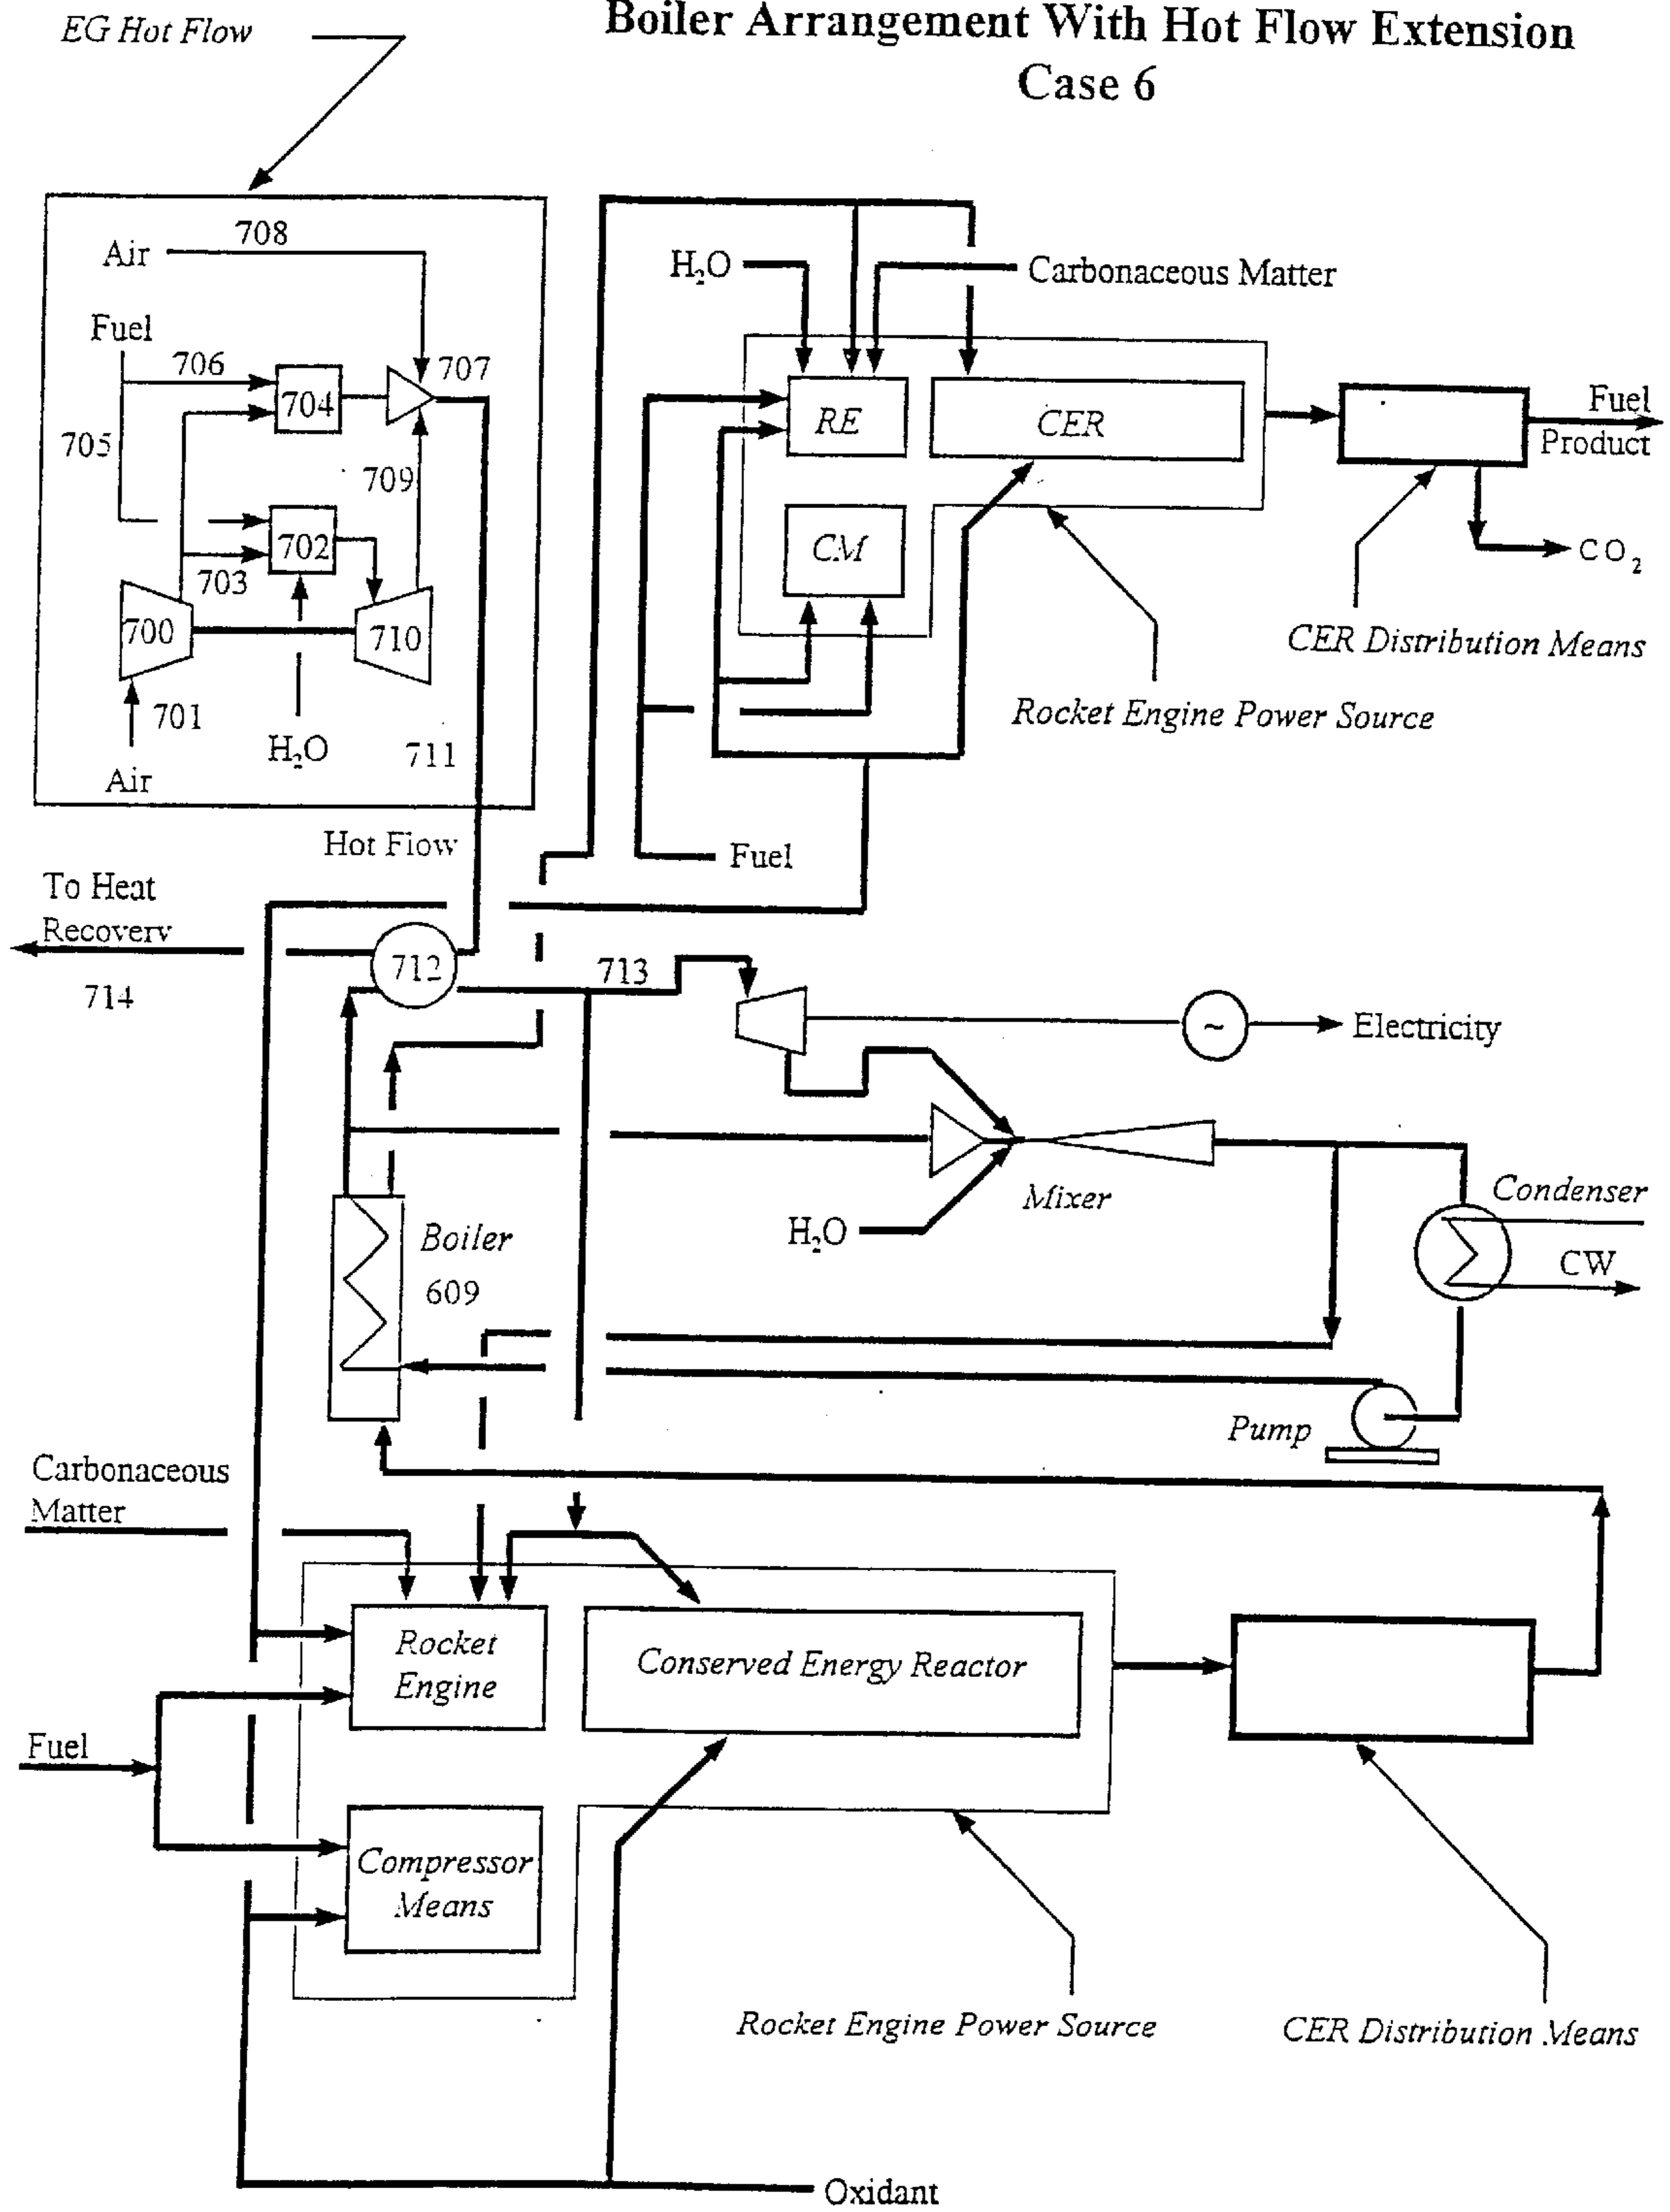 EG Hot Flow
Boiler Arrangement With Hot Flow Extension
Case 6
Air
708
Fuel
706
704
707
705
709
702
703
700
710
701
H₂O
711
Air
H₂O
Carbonaceous Matter
RE
CER
CM
Fuel
Product
CO₂
CER Distribution Means
Rocket Engine Power Source
Fuel
Hot Flow
To Heat
Recovery
714
712
713
~
Electricity
Mixer
H₂O
Condenser
CW
Boiler
609
Pump
Carbonaceous
Matter
Rocket
Engine
Conserved Energy Reactor
Fuel
Compressor
Means
Rocket Engine Power Source
CER Distribution Means
Oxidant